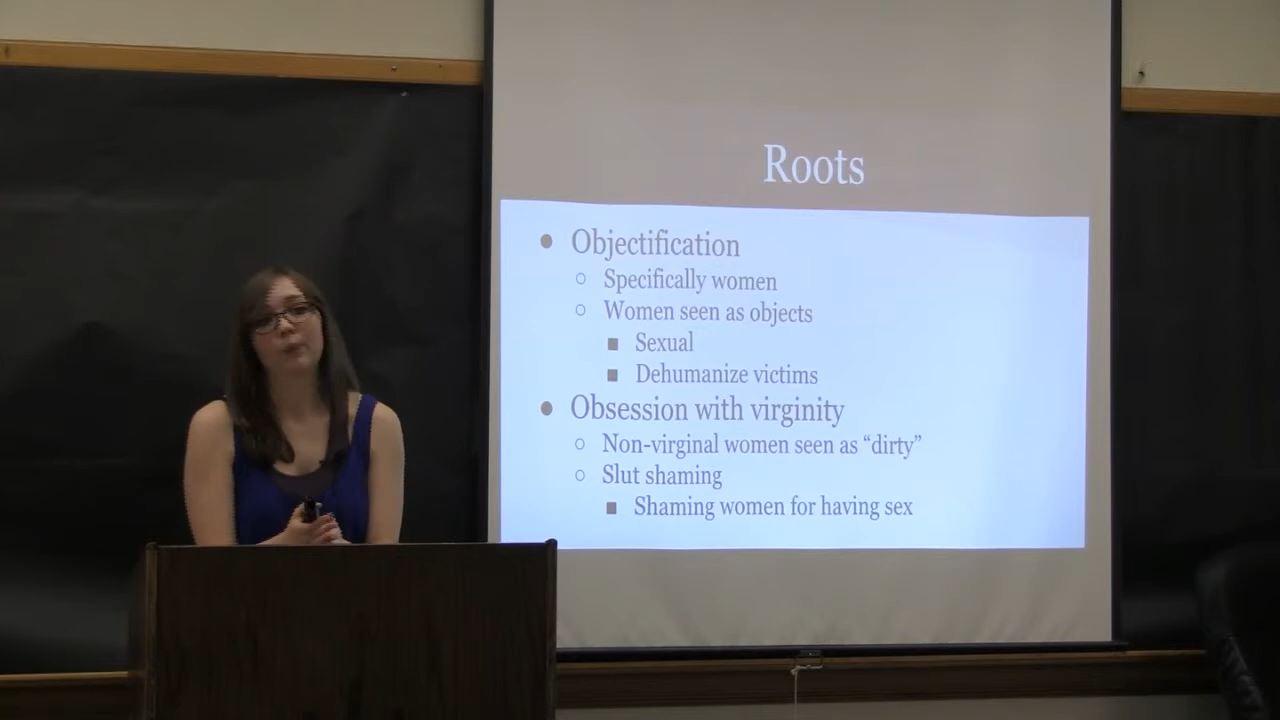 Roots
● Objectification
○ Specifically women
○ Women seen as objects
■ Sexual
■ Dehumanize victims
● Obsession with virginity
○ Non-virginal women seen as “dirty”
○ Slut shaming
■ Shaming women for having sex